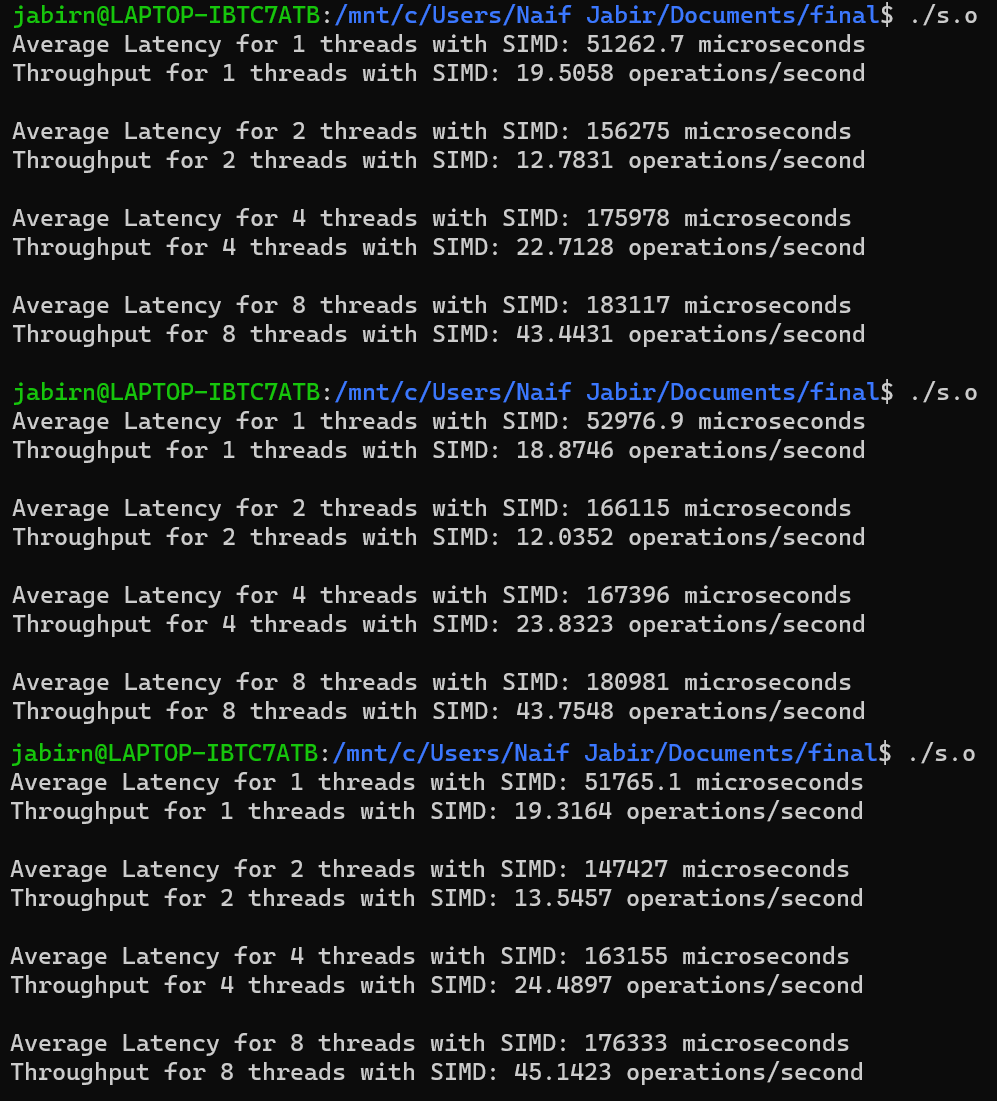 jabirn@LAPTOP-IBTC7ATB:/mnt/c/Users/Naif Jabir/Documents/final$ ./s.o
Average Latency for 1 threads with SIMD: 51262.7 microseconds
Throughput for 1 threads with SIMD: 19.5058 operations/second
Average Latency for 2 threads with SIMD: 156275 microseconds
Throughput for 2 threads with SIMD: 12.7831 operations/second
Average Latency for 4 threads with SIMD: 175978 microseconds
Throughput for 4 threads with SIMD: 22.7128 operations/second
Average Latency for 8 threads with SIMD: 183117 microseconds
Throughput for 8 threads with SIMD: 43.4431 operations/second
jabirn@LAPTOP-IBTC7ATB:/mnt/c/Users/Naif Jabir/Documents/final$ ./s.o
Average Latency for 1 threads with SIMD: 52976.9 microseconds
Throughput for 1 threads with SIMD: 18.8746 operations/second
Average Latency for 2 threads with SIMD: 166115 microseconds
Throughput for 2 threads with SIMD: 12.0352 operations/second
Average Latency for 4 threads with SIMD: 167396 microseconds
Throughput for 4 threads with SIMD: 23.8323 operations/second
Average Latency for 8 threads with SIMD: 180981 microseconds
Throughput for 8 threads with SIMD: 43.7548 operations/second
jabirn@LAPTOP-IBTC7ATB:/mnt/c/Users/Naif Jabir/Documents/final$ ./s.o
Average Latency for 1 threads with SIMD: 51765.1 microseconds
Throughput for 1 threads with SIMD: 19.3164 operations/second
Average Latency for 2 threads with SIMD: 147427 microseconds
Throughput for 2 threads with SIMD: 13.5457 operations/second
Average Latency for 4 threads with SIMD: 163155 microseconds
Throughput for 4 threads with SIMD: 24.4897 operations/second
Average Latency for 8 threads with SIMD: 176333 microseconds
Throughput for 8 threads with SIMD: 45.1423 operations/second